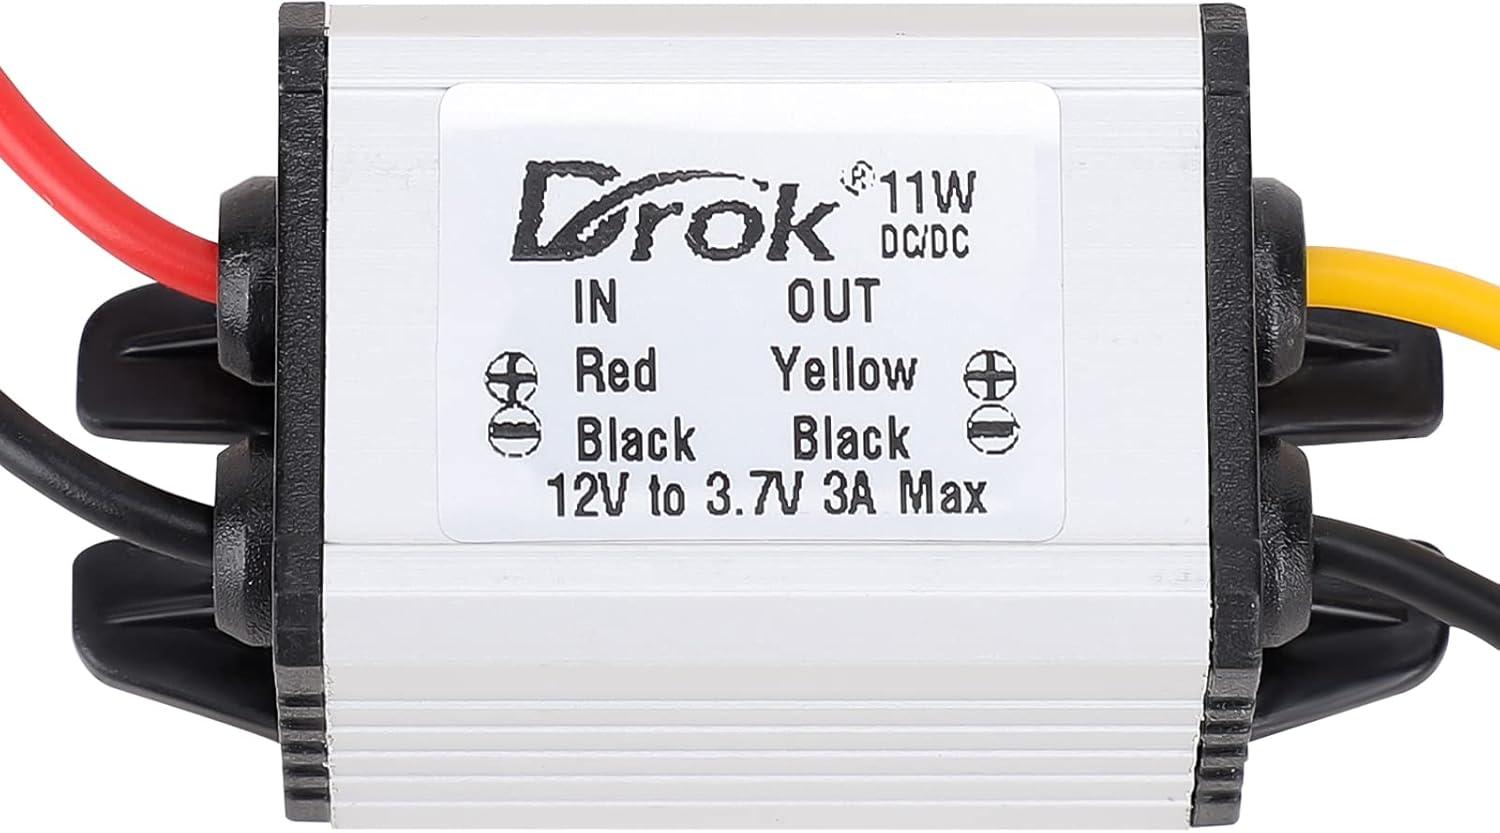 Drok® 11W
DC/DC
IN OUT
⊕ Red Yellow ⊕
⊖ Black Black ⊖
12V to 3.7V 3A Max